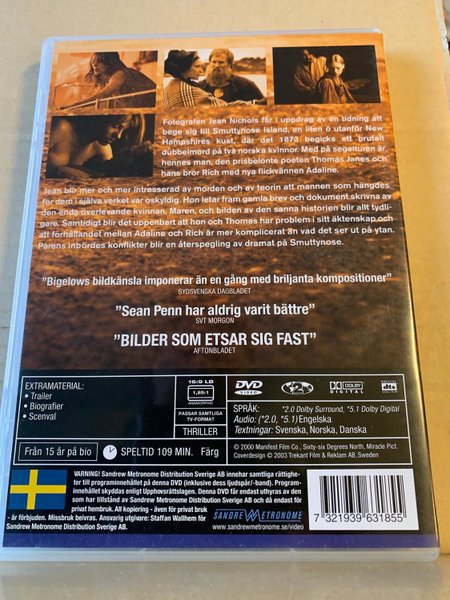 Fotografen Jean Nichols får i uppdrag av en tidning att
bege sig till Smuttynose Island, en liten ö utanför New
Hampshires kust, där det 1873 begicks ett bruteIt
dubbelmord på två norska kvinnor. Med på segelturen är
hennes man, den prisbelönte poeten Thomas Janes och
hans bror Rich med nya flickvännen Adaline.
Jean blir mer och mer intresserad av morden och av teorin att mannen som hängdes
för dem i själva verket var oskyldig. Hon letar fram gamla brev och dokument skrivna av
den enda överlevande kvinnan, Maren, och bilden av den sanna historien blir allt tydli-
gare. Samtidigt blir det uppenbart att hon och Thomas har problem i sitt äktenskap och
att förhållandet mellan Adaline och Rich är mer komplicerat än vad det ser ut på ytan.
Parens inbördes konflikter blir en återspegling av dramat på Smuttynose.
"Bigelows bildkänsla imponerar än en gång med briljanta kompositioner"
SYDSVENSKA DAGBLADET
"Sean Penn har aldrig varit bättre"
SVT MORGON
"BILDER SOM ETSAR SIG FAST"
AFTONBLADET
EXTRAMATERIAL:
• Trailer
• Biografier
• Scenval
16:9 LB
1,85:1
ANAMORPHIC
PASSAR SAMTLIGA
TV-FORMAT
THRILLER
DVD
VIDEO
2
DOLBY
DIGITAL
dts
SPRÅK: *2.0 Dolby Surround, *5.1 Dolby Digital
Audio: (*2.0, *5.1) Engelska
Textningar: Svenska, Norska, Danska
Från 15 år på bio
SPELTID 109 MIN. Färg
© 2000 Manifest Film Co., Sixty-six Degrees North, Miracle Pict.
Coverdesign © 2003 Trekant Film & Reklam AB, Sweden
VARNING! Sandrew Metronome Distribution Sverige AB innehar samtliga rättighe-
ter till programinnehållet på denna DVD (inklusive dess ljudspår/-band). Program-
innehållet skyddas enligt Upphovsrättslagen. Denna DVD får endast uthyras av den
som har tillstånd av Sandrew Metronome Distribution Sverige AB och då endast för
privat hembruk. All kopiering - även för privat bruk
- är förbjuden. Missbruk beivras. Ansvarig utgivare: Staffan Wallhem för
Sandrew Metronome Distribution Sverige AB.
SANDREW METRONOME
www.sandrewmetronome.se/video
7 321939 631855